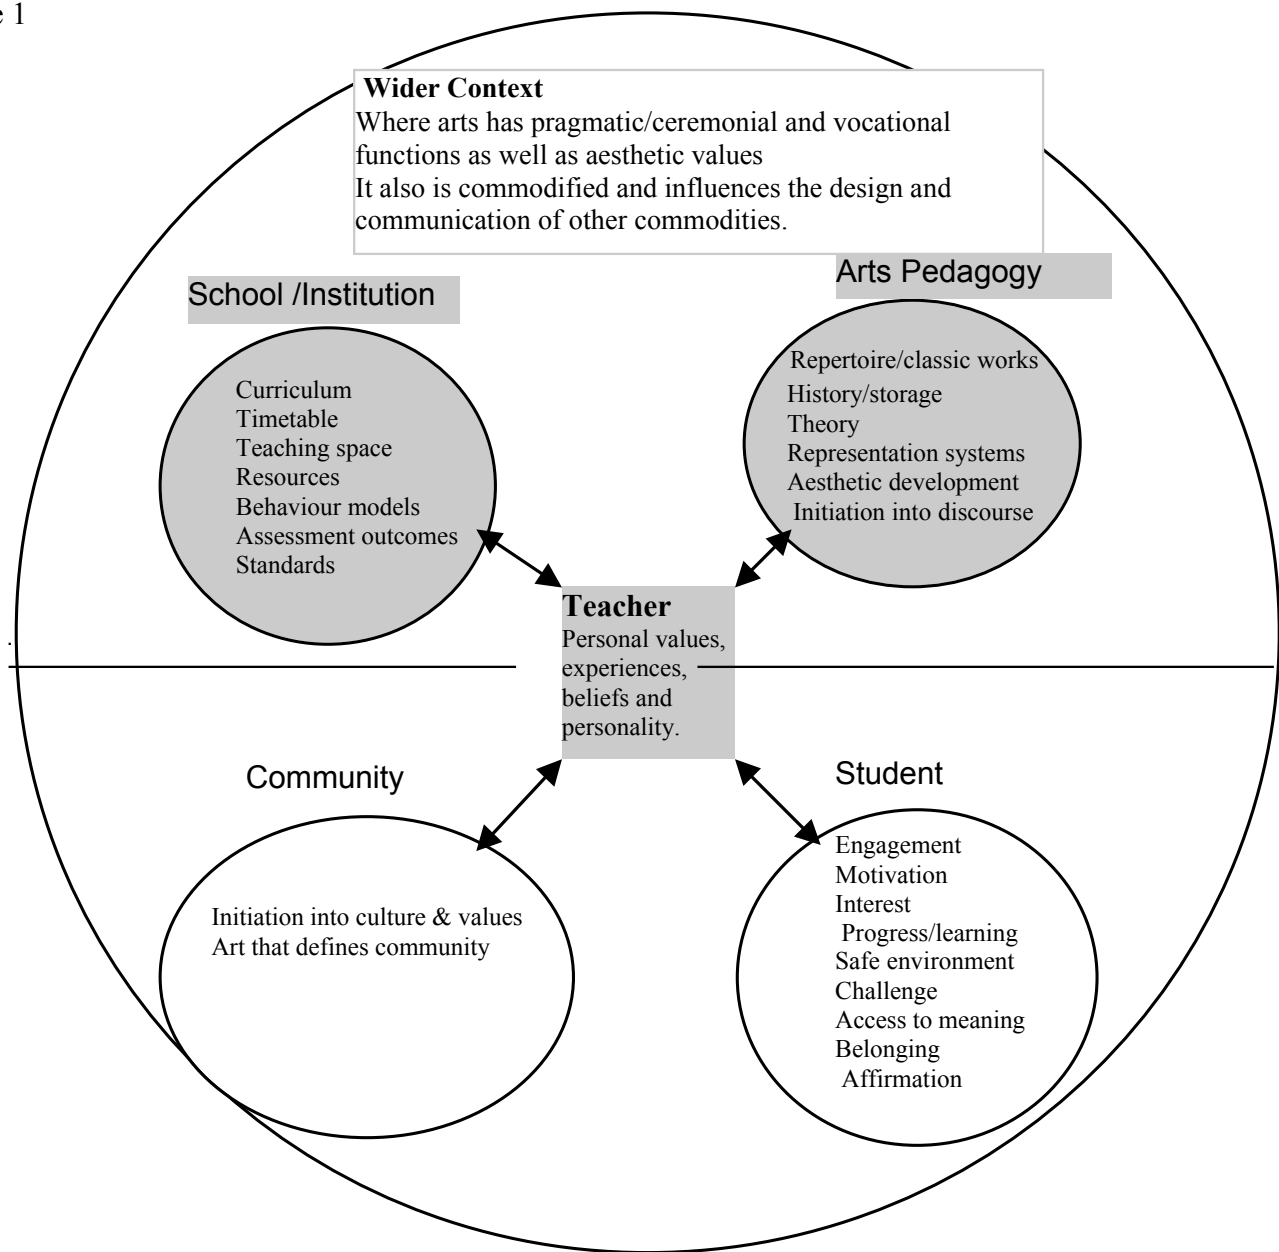 e 1
Wider Context
Where arts has pragmatic/ceremonial and vocational
functions as well as aesthetic values
It also is commodified and influences the design and
communication of other commodities.
School /Institution
Curriculum
Timetable
Teaching space
Resources
Behaviour models
Assessment outcomes
Standards
Arts Pedagogy
Repertoire/classic works
History/storage
Theory
Representation systems
Aesthetic development
Initiation into discourse
Teacher
Personal values,
experiences,
beliefs and
personality.
Community
Initiation into culture & values
Art that defines community
Student
Engagement
Motivation
Interest
Progress/learning
Safe environment
Challenge
Access to meaning
Belonging
Affirmation